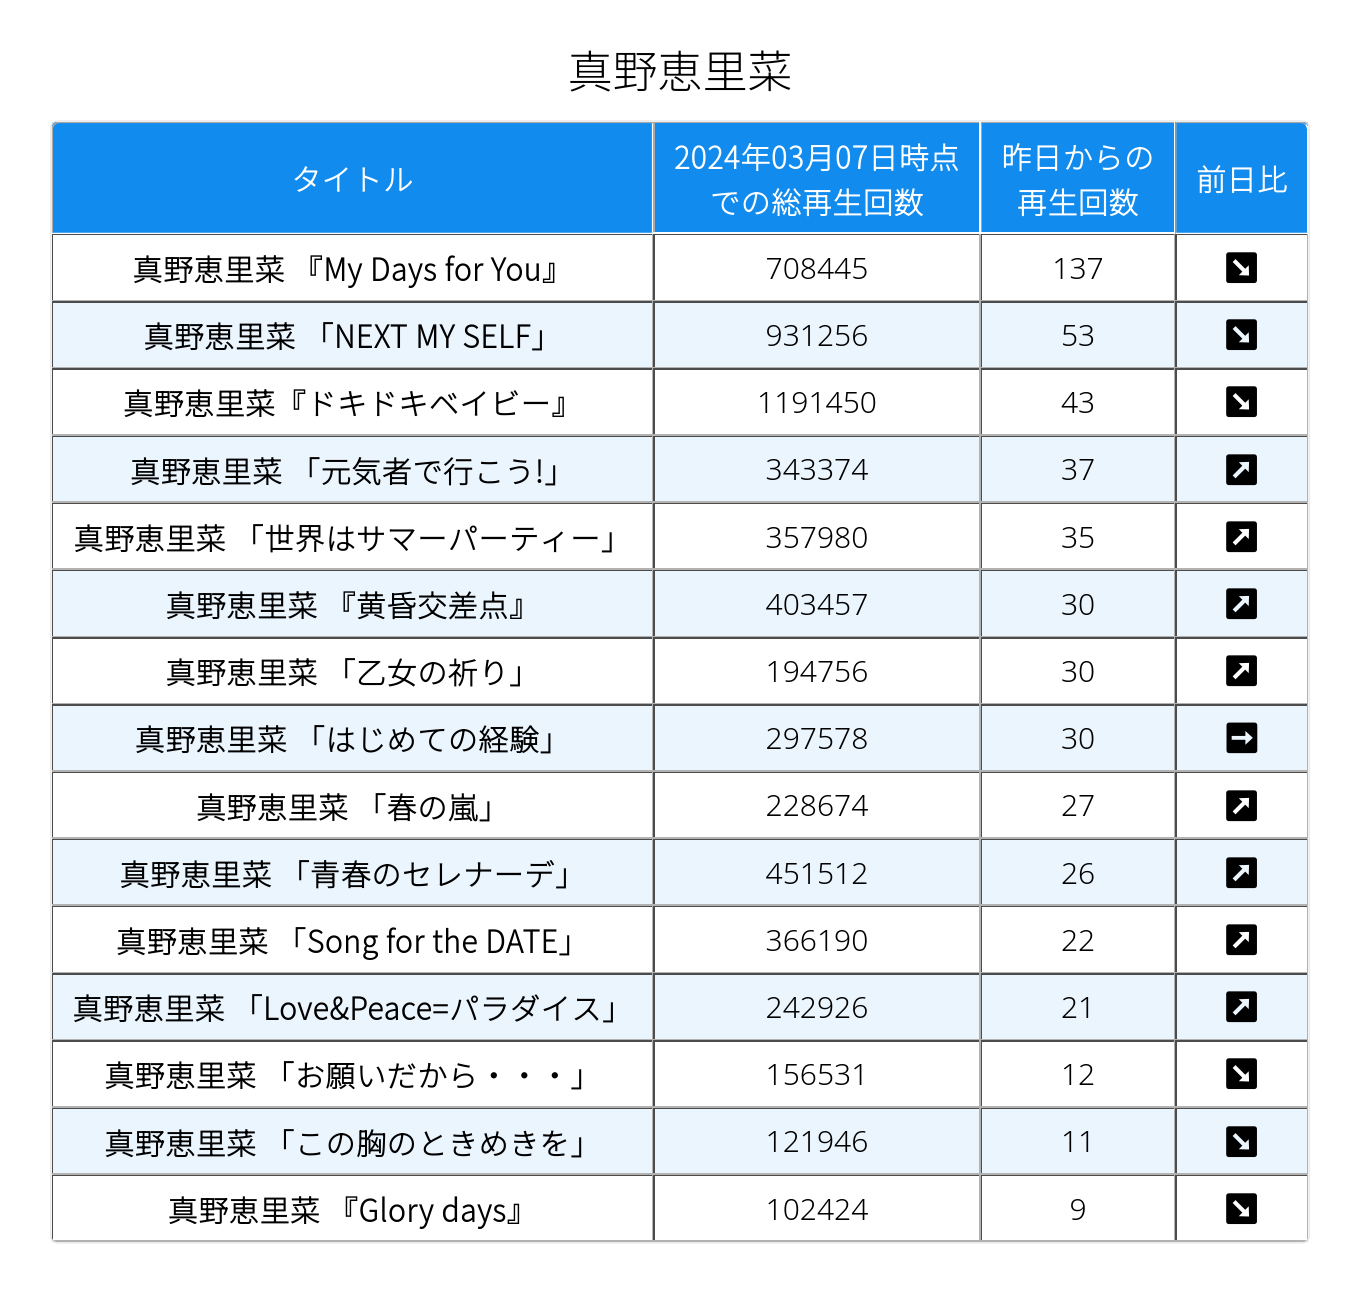 真野恵里菜
タイトル 2024年03月07日時点 での総再生回数 昨日からの 再生回数 前日比
真野恵里菜 『My Days for You』 708445 137 ↘
真野恵里菜 「NEXT MY SELF」 931256 53 ↘
真野恵里菜『ドキドキベイビー』 1191450 43 ↘
真野恵里菜 「元気者で行こう!」 343374 37 ↗
真野恵里菜 「世界はサマーパーティー」 357980 35 ↗
真野恵里菜 『黄昏交差点』 403457 30 ↗
真野恵里菜 「乙女の祈り」 194756 30 ↗
真野恵里菜 「はじめての経験」 297578 30 →
真野恵里菜 「春の嵐」 228674 27 ↗
真野恵里菜 「青春のセレナーデ」 451512 26 ↗
真野恵里菜 「Song for the DATE」 366190 22 ↗
真野恵里菜 「Love&Peace=パラダイス」 242926 21 ↗
真野恵里菜 「お願いだから・・・」 156531 12 ↘
真野恵里菜 「この胸のときめきを」 121946 11 ↘
真野恵里菜 『Glory days』 102424 9 ↘